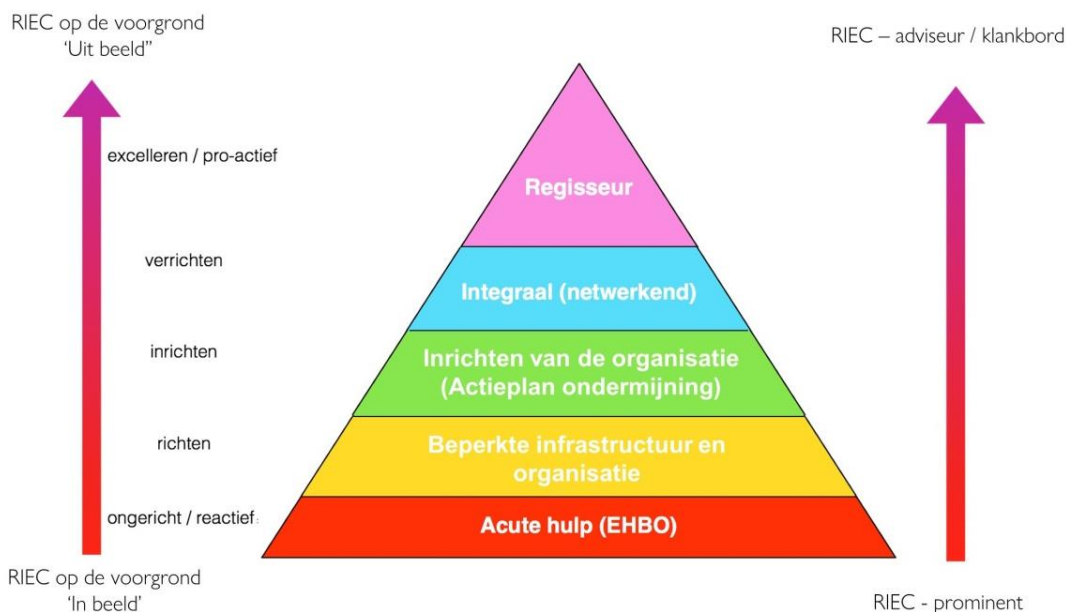 RIEC op de voorgrond
‘Uit beeld’’
RIEC – adviseur / klankbord
excelleren / pro-actief
Regisseur
verrichten
Integraal (netwerkend)
inrichten
Inrichten van de organisatie
(Actieplan ondermijning)
richten
Beperkte infrastructuur en
organisatie
ongericht / reactief
Acute hulp (EHBO)
RIEC op de voorgrond
‘In beeld’
RIEC - prominent